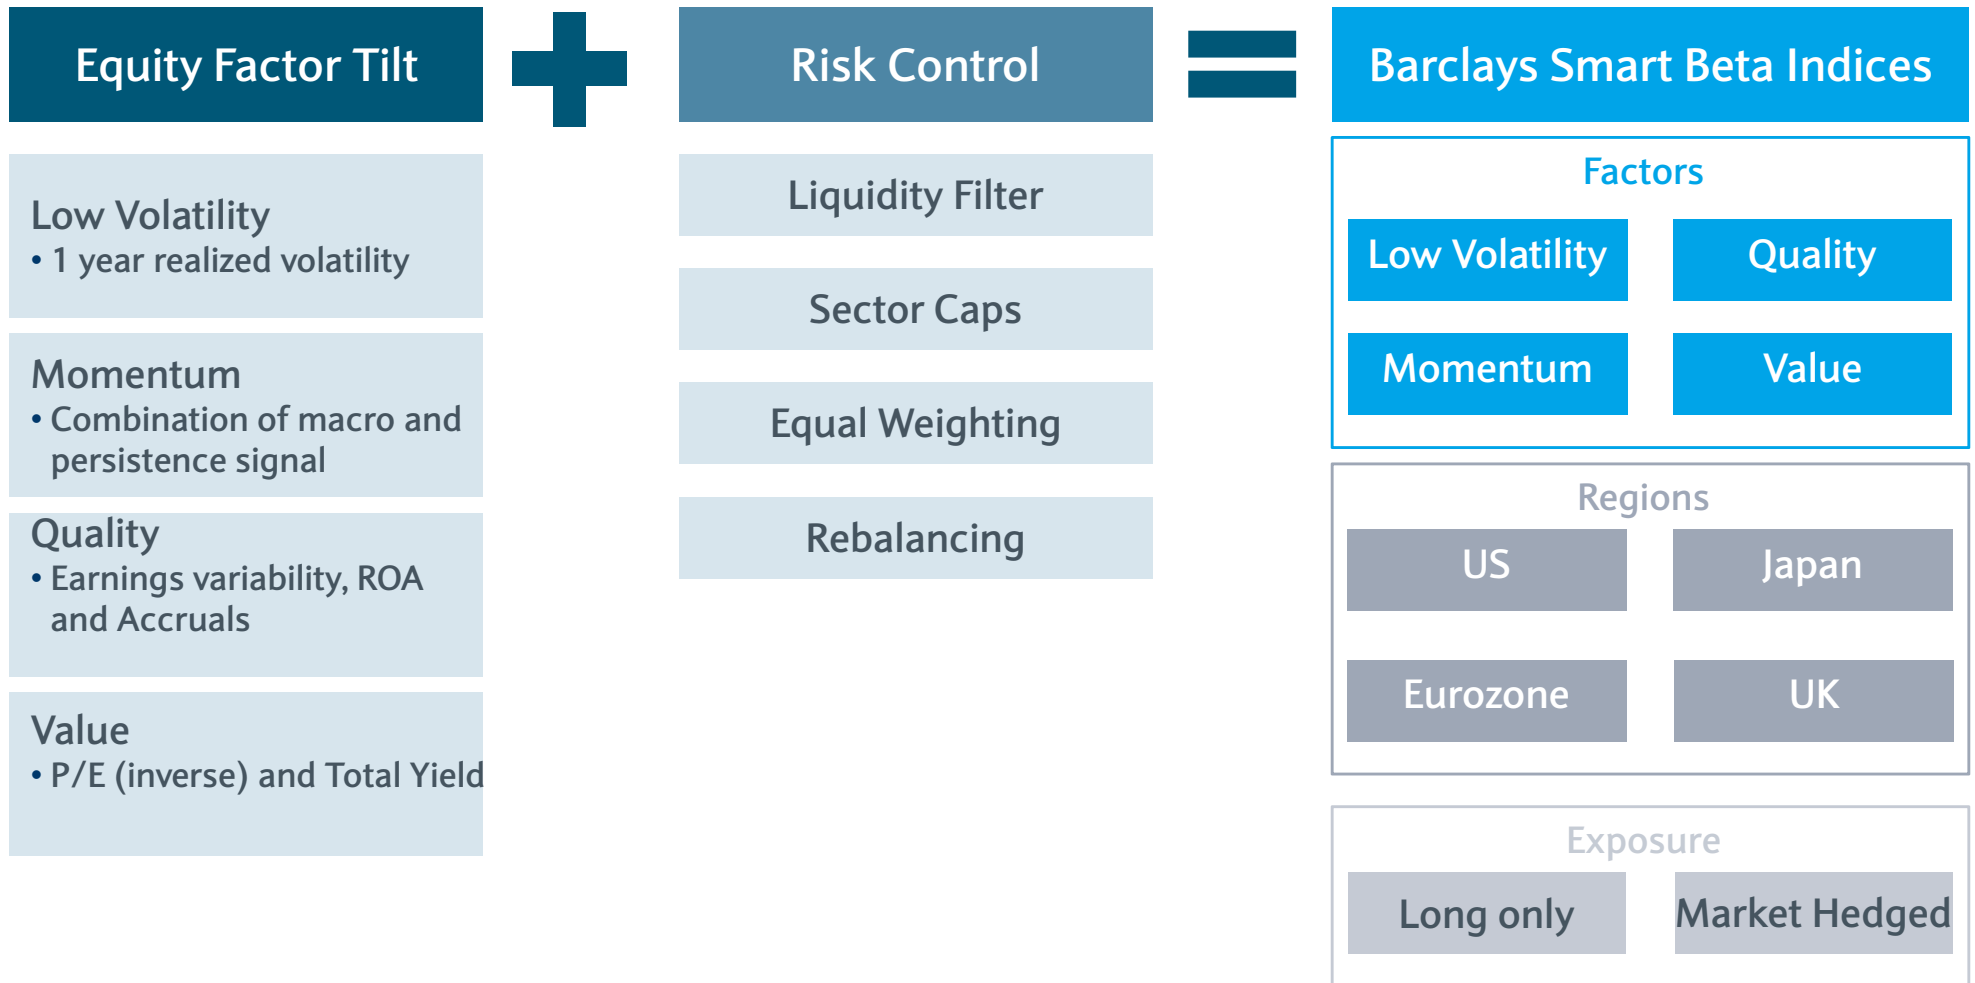 Equity Factor Tilt
Low Volatility
• 1 year realized volatility
Momentum
• Combination of macro and
persistence signal
Quality
• Earnings variability, ROA
and Accruals
Value
• P/E (inverse) and Total Yield
Risk Control
Liquidity Filter
Sector Caps
Equal Weighting
Rebalancing
Barclays Smart Beta Indices
Factors
Low Volatility
Quality
Momentum
Value
Regions
US
Japan
Eurozone
UK
Exposure
Long only
Market Hedged